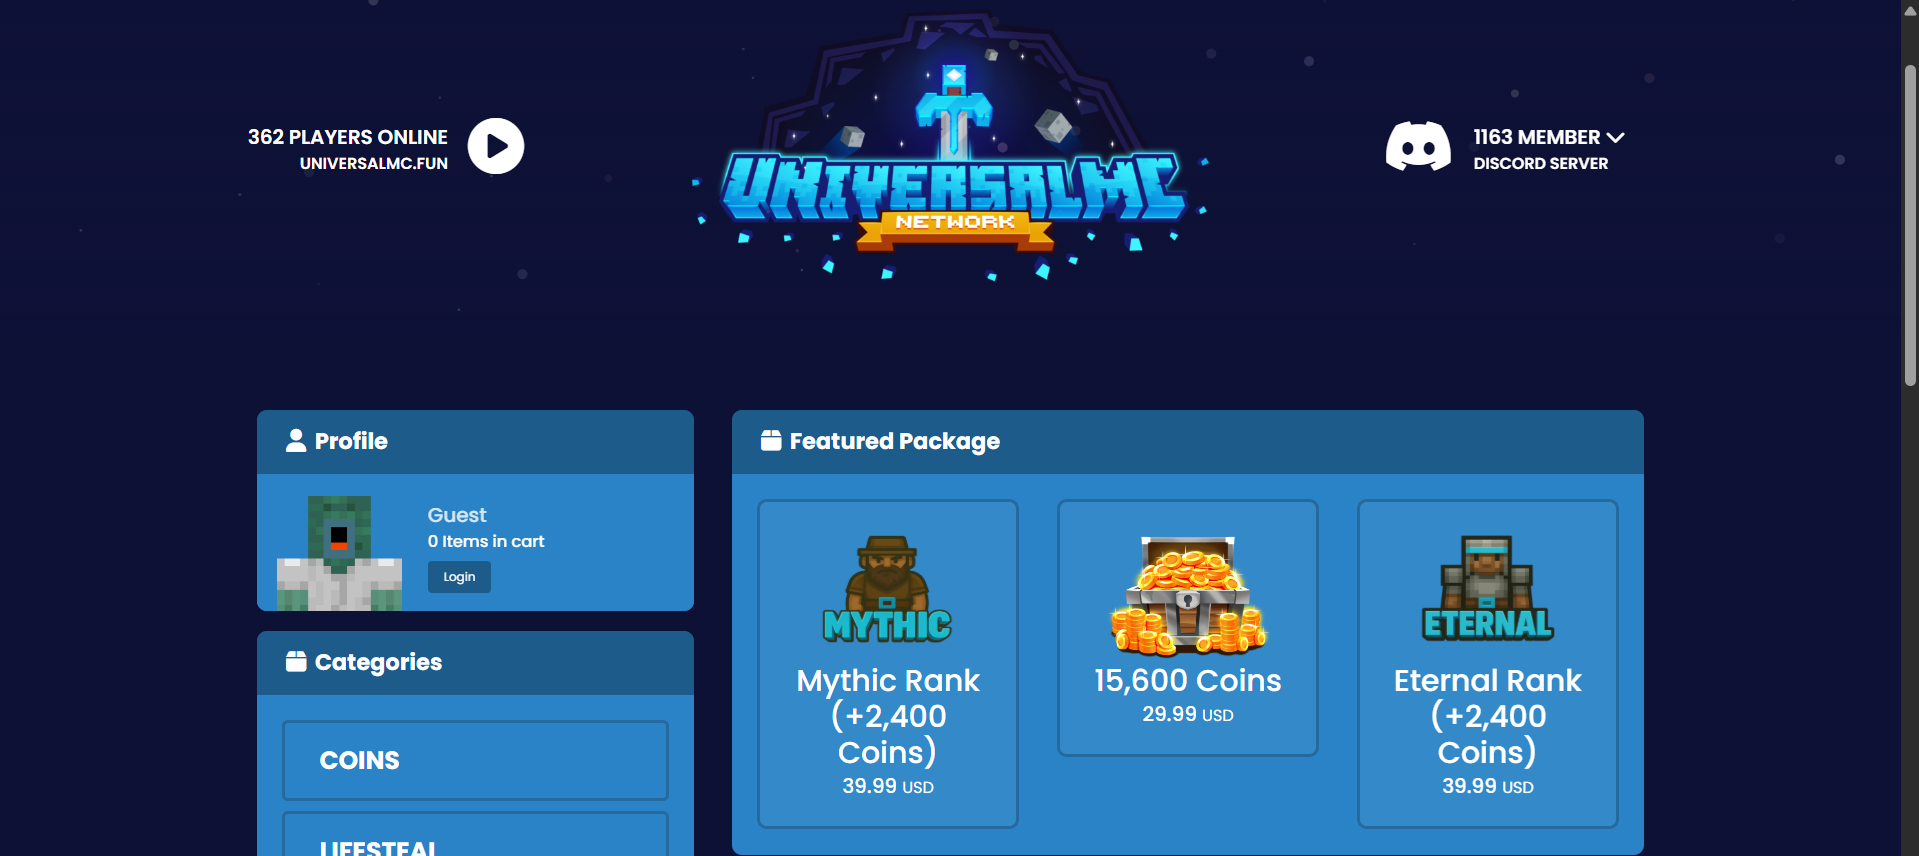 362 PLAYERS ONLINE
UNIVERSALMC.FUN
UNIVERSALMC
NETWORK
1163 MEMBER
DISCORD SERVER
Profile
Guest
0 Items in cart
Login
Categories
COINS
LIFESTEAL
Featured Package
MYTHIC
Mythic Rank
(+2,400
Coins)
39.99 USD
15,600 Coins
29.99 USD
ETERNAL
Eternal Rank
(+2,400
Coins)
39.99 USD